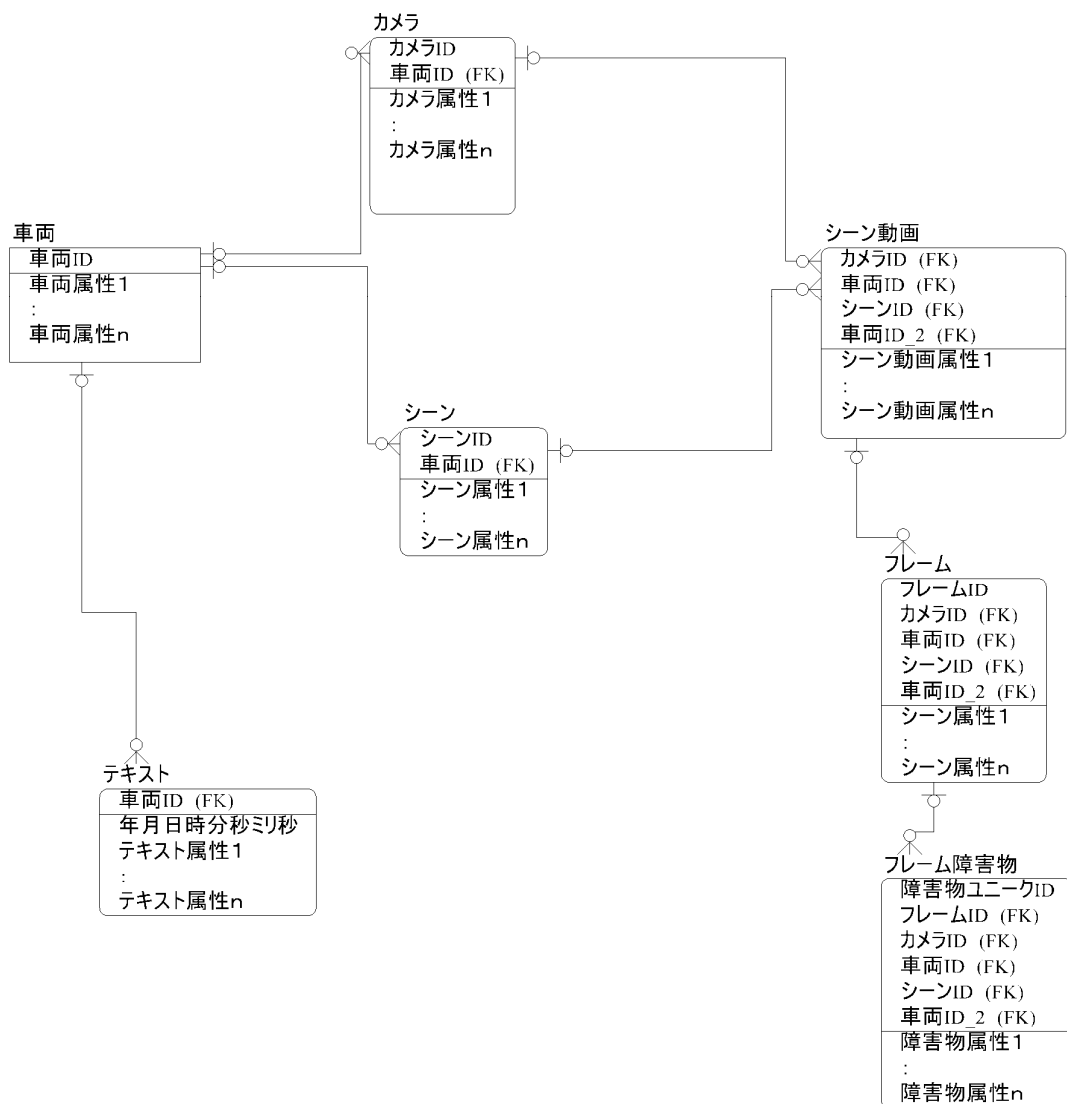 カメラ
カメラID
車両ID (FK)
カメラ属性1
:
カメラ属性n
車両
車両ID
車両属性1
:
車両属性n
シーン動画
カメラID (FK)
車両ID (FK)
シーンID (FK)
車両ID_2 (FK)
シーン動画属性1
:
シーン動画属性n
シーン
シーンID
車両ID (FK)
シーン属性1
:
シーン属性n
フレーム
フレームID
カメラID (FK)
車両ID (FK)
シーンID (FK)
車両ID_2 (FK)
シーン属性1
:
シーン属性n
テキスト
車両ID (FK)
年月日時分秒ミリ秒
テキスト属性1
:
テキスト属性n
フレーム障害物
障害物ユニークID
フレームID (FK)
カメラID (FK)
車両ID (FK)
シーンID (FK)
車両ID_2 (FK)
障害物属性1
:
障害物属性n